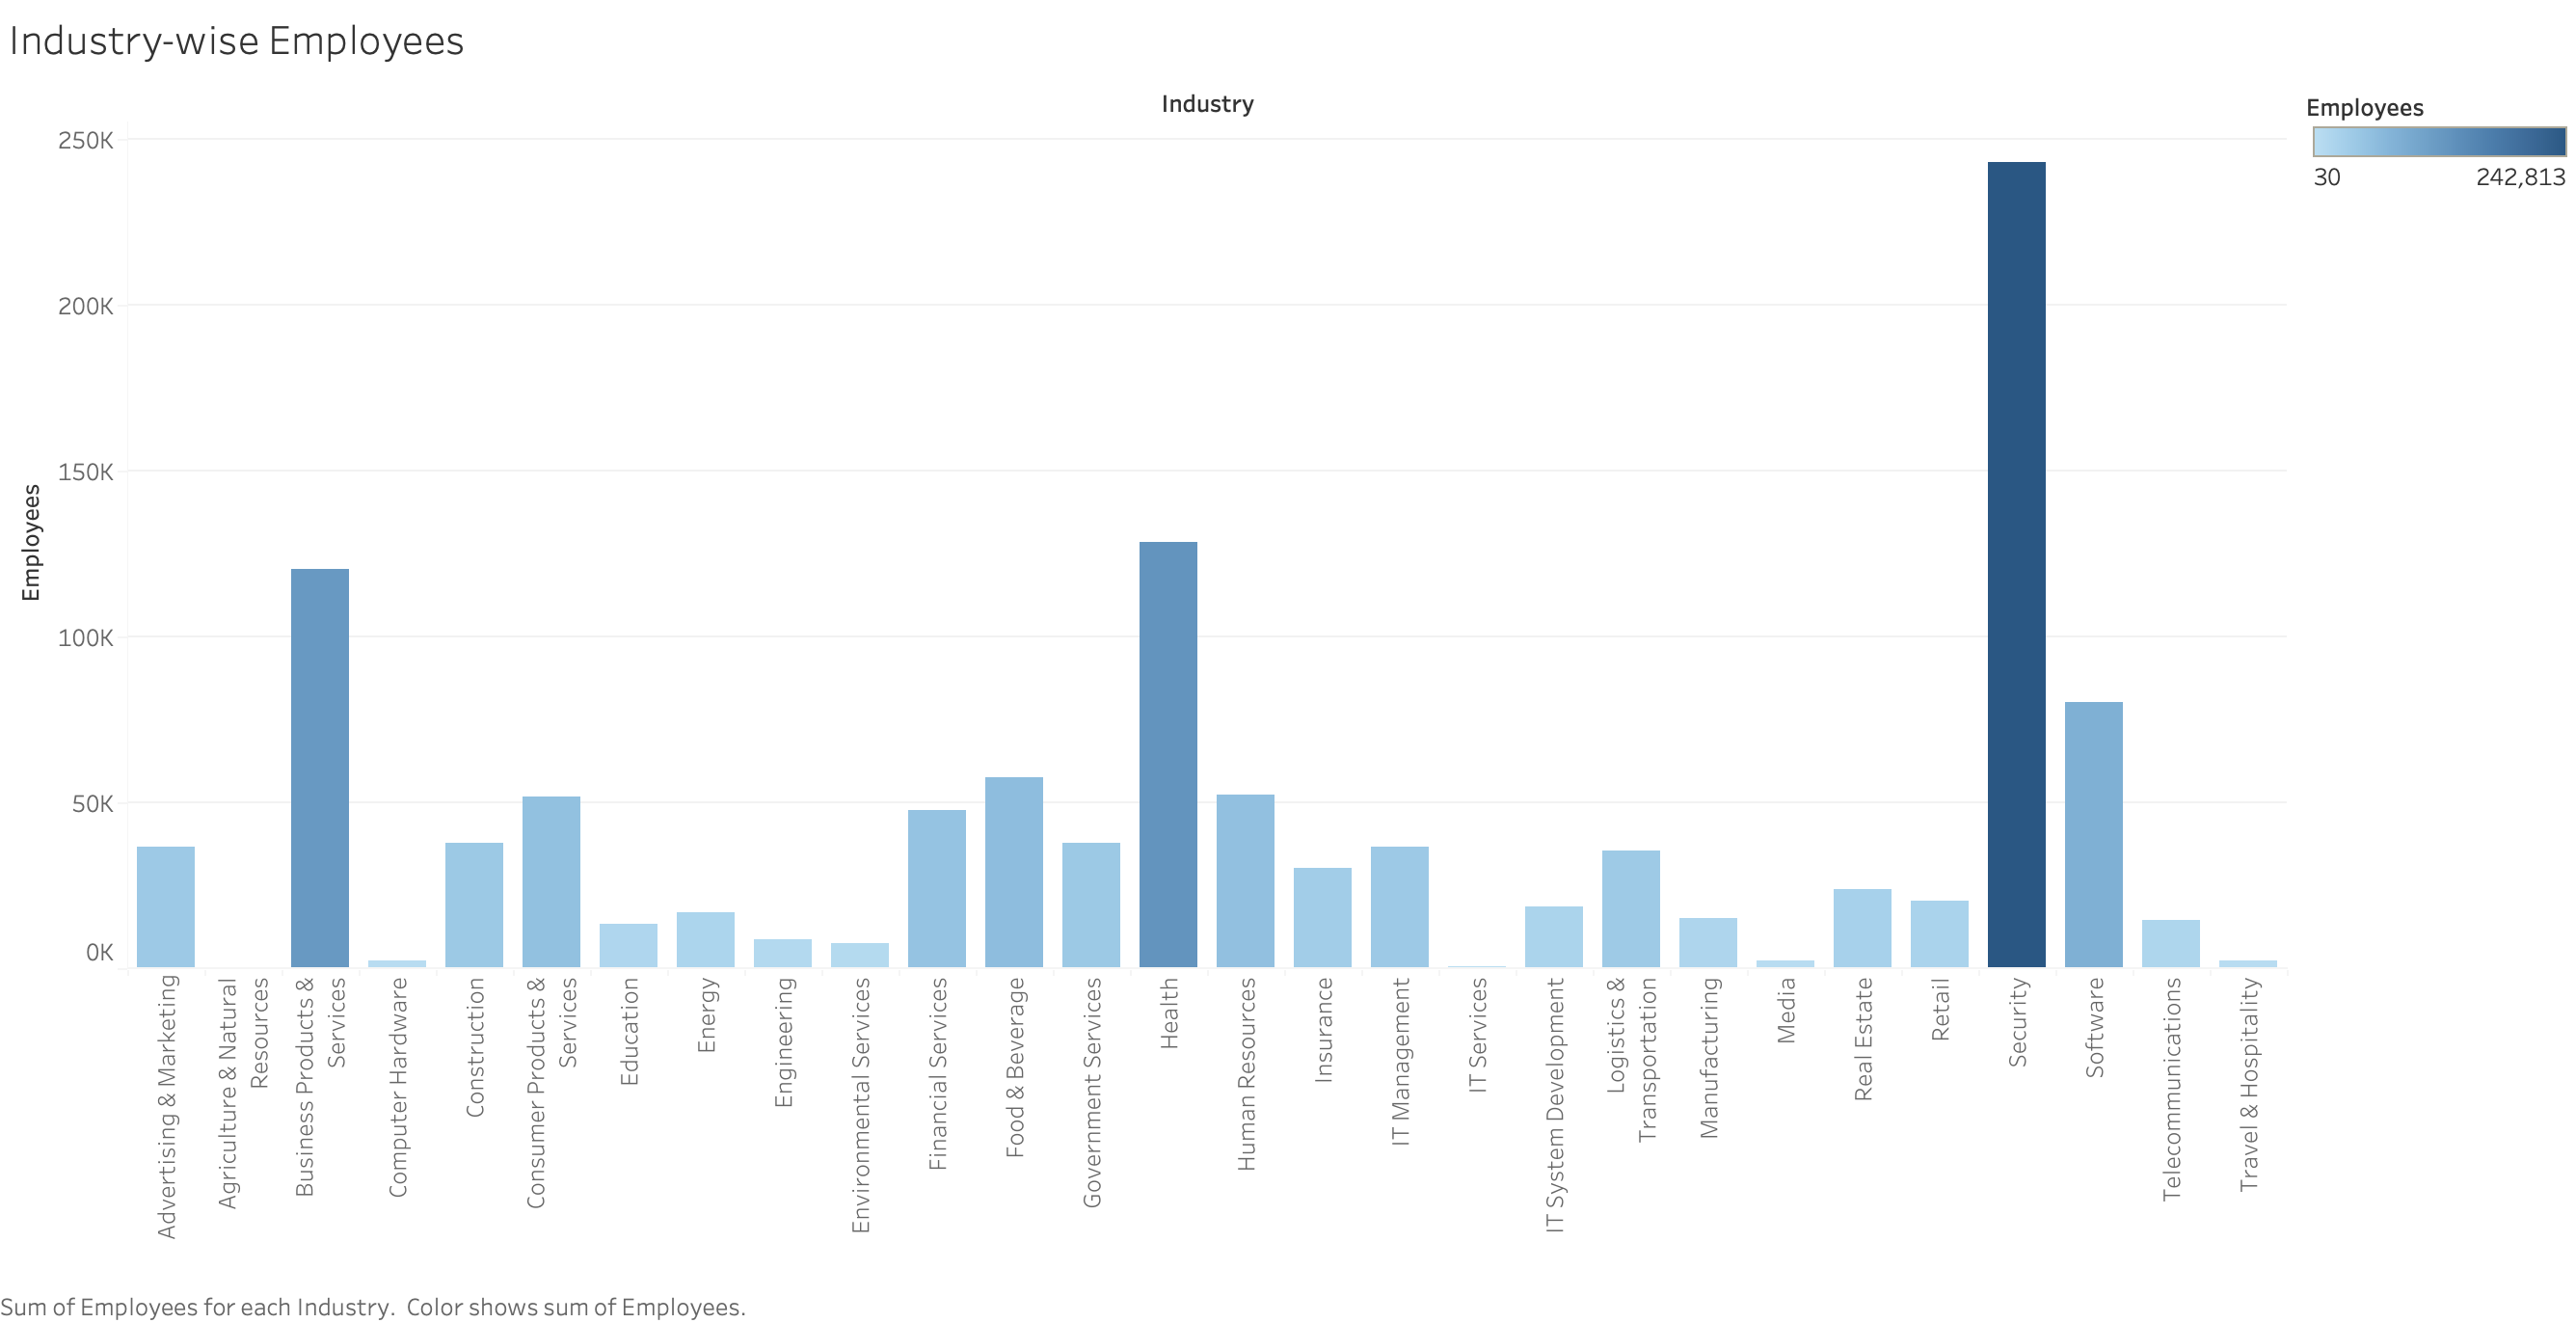 Industry-wise Employees
Industry
Employees
30 242,813
250K
200K
150K
100K
50K
0K
Employees
Advertising & Marketing
Agriculture & Natural
Resources
Business Products &
Services
Computer Hardware
Construction
Consumer Products &
Services
Education
Energy
Engineering
Environmental Services
Financial Services
Food & Beverage
Government Services
Health
Human Resources
Insurance
IT Management
IT Services
IT System Development
Logistics &
Transportation
Manufacturing
Media
Real Estate
Retail
Security
Software
Telecommunications
Travel & Hospitality
Sum of Employees for each Industry.  Color shows sum of Employees.